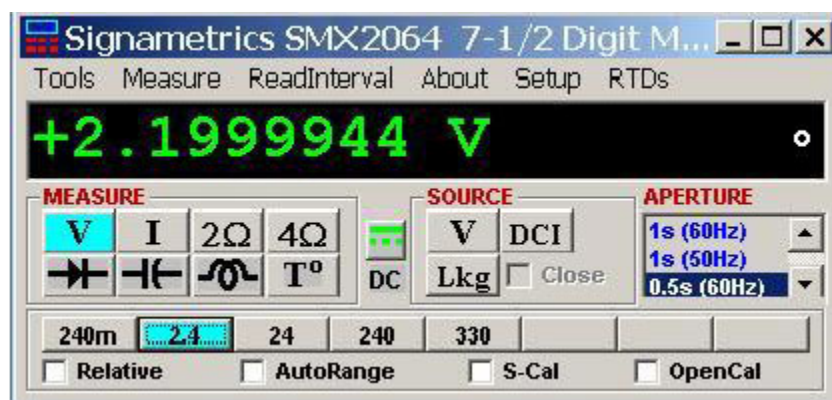 Signametrics SMX2064 7-1/2 Digit M...
Tools Measure ReadInterval About Setup RTDs
+2.1999944 V
MEASURE SOURCE APERTURE
V I 2Ω 4Ω V DCI 1s (60Hz)
1s (50Hz)
T° DC Lkg Close 0.5s (60Hz)
240m 2.4 24 240 330
Relative AutoRange S-Cal OpenCal